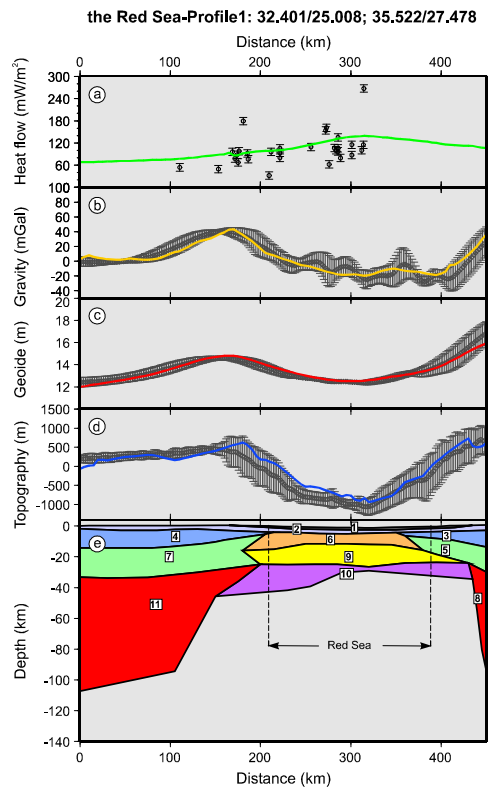 the Red Sea-Profile1: 32.401/25.008; 35.522/27.478
Distance (km)
0 100 200 300 400
Heat flow (mW/m²)
300
240
180
120
60
a
Gravity (mGal)
100
80
60
40
20
0
-20
-40
b
Geoide (m)
20
18
16
14
12
c
Topography (m)
1500
1000
500
0
-500
-1000
d
Depth (km)
0
-20
-40
-60
-80
-100
-120
-140
e
1
2
3
4
5
6
7
8
9
10
11
Red Sea
0 100 200 300 400
Distance (km)